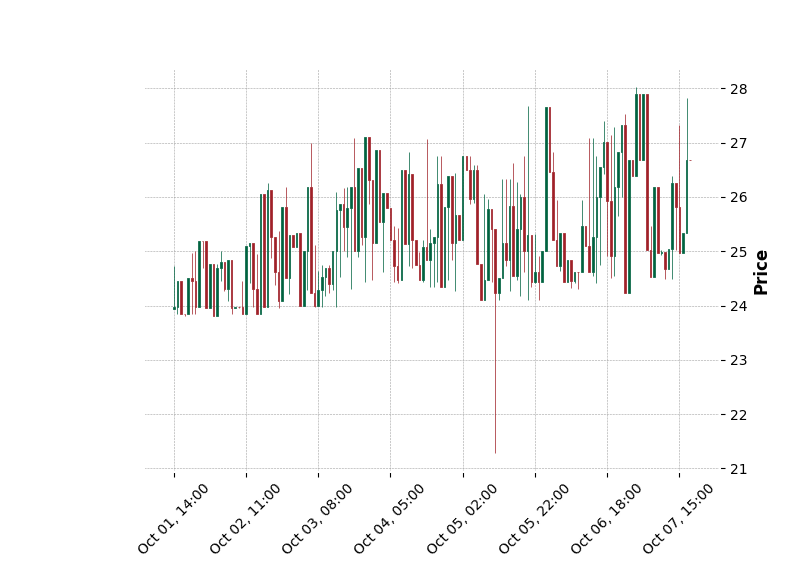 28
27
26
25
24
23
22
21
Price
Oct 01, 14:00
Oct 02, 11:00
Oct 03, 08:00
Oct 04, 05:00
Oct 05, 02:00
Oct 05, 22:00
Oct 06, 18:00
Oct 07, 15:00